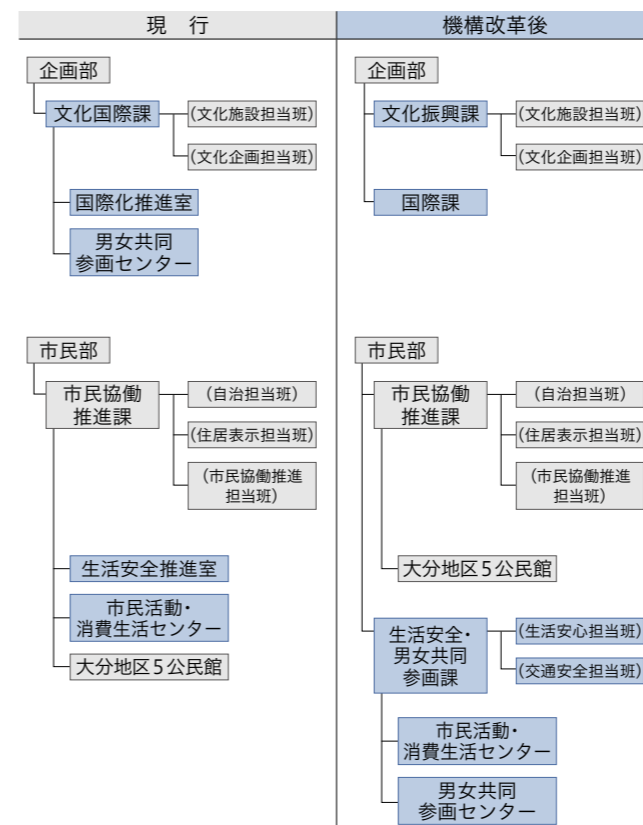 現　行
企画部
文化国際課
(文化施設担当班)
(文化企画担当班)
国際化推進室
男女共同
参画センター
市民部
市民協働
推進課
(自治担当班)
(住居表示担当班)
(市民協働推進
担当班)
生活安全推進室
市民活動・
消費生活センター
大分地区5公民館
機構改革後
企画部
文化振興課
(文化施設担当班)
(文化企画担当班)
国際課
市民部
市民協働
推進課
(自治担当班)
(住居表示担当班)
(市民協働推進
担当班)
大分地区5公民館
生活安全・
男女共同
参画課
(生活安心担当班)
(交通安全担当班)
市民活動・
消費生活センター
男女共同
参画センター